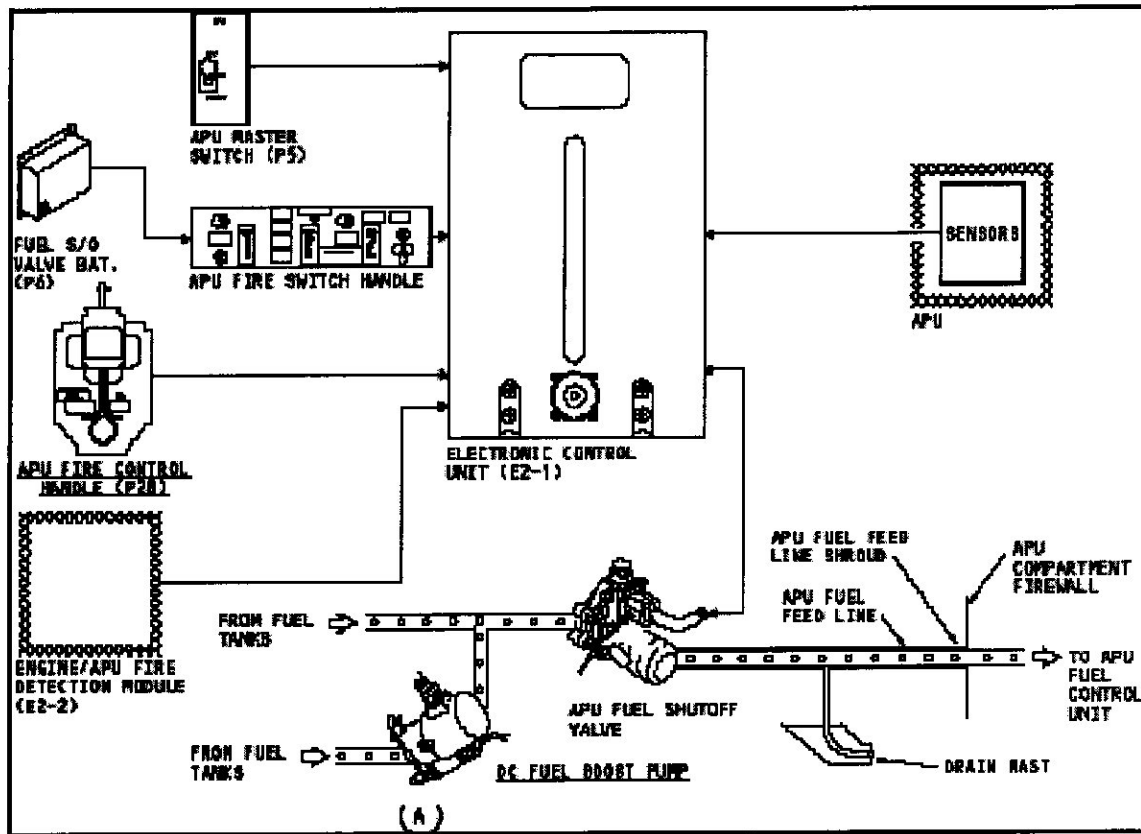 APU MASTER
SWITCH (P5)
FUEL S/O
VALVE BAT.
(P6)
APU FIRE SWITCH HANDLE
SENSORS
APU
APU FIRE CONTROL
HANDLE (P28)
ELECTRONIC CONTROL
UNIT (E2-1)
ENGINE/APU FIRE
DETECTION MODULE
(E2-2)
FROM FUEL
TANKS
FROM FUEL
TANKS
DC FUEL BOOST PUMP
APU FUEL SHUTOFF
VALVE
APU FUEL FEED
LINE SHROUD
APU FUEL
FEED LINE
APU
COMPARTMENT
FIREWALL
TO APU
FUEL
CONTROL
UNIT
DRAIN MAST
(A)